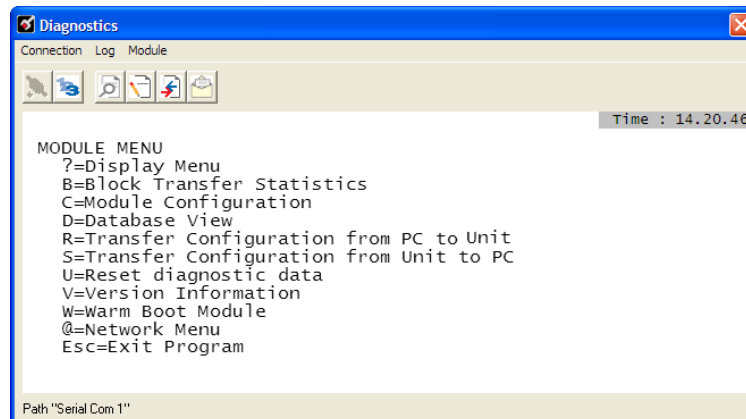 Diagnostics
Connection Log Module
Time : 14.20.46
MODULE MENU
?=Display Menu
B=Block Transfer Statistics
C=Module Configuration
D=Database View
R=Transfer Configuration from PC to Unit
S=Transfer Configuration from Unit to PC
U=Reset diagnostic data
V=Version Information
W=Warm Boot Module
@=Network Menu
Esc=Exit Program
Path "Serial Com 1"